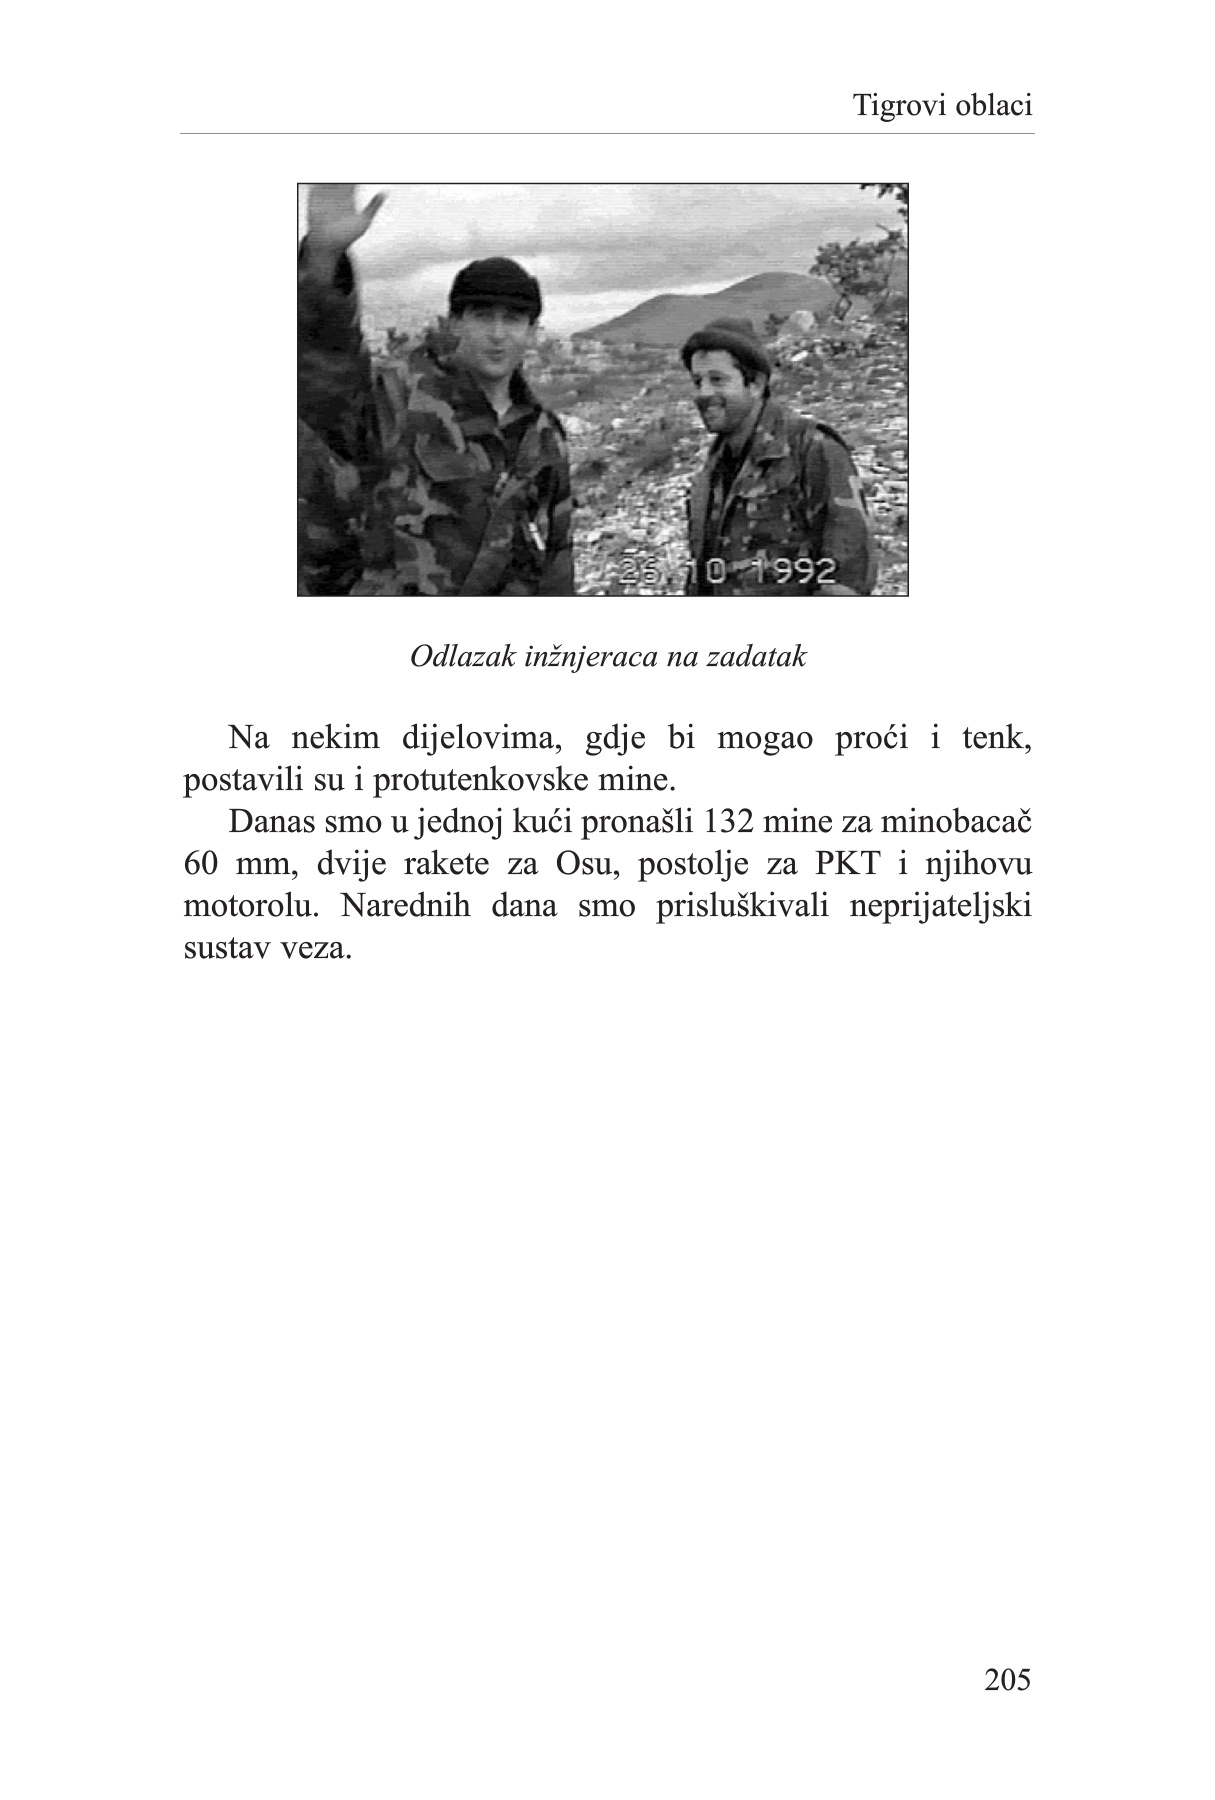 Tigrovi oblaci
26.10 1992
Odlazak inžnjeraca na zadatak
Na nekim dijelovima, gdje bi mogao proći i tenk,
postavili su i protutenkovske mine.
Danas smo u jednoj kući pronašli 132 mine za minobacač
60 mm, dvije rakete za Osu, postolje za PKT i njihovu
motorolu. Narednih dana smo prisluškivali neprijateljski
sustav veza.
205